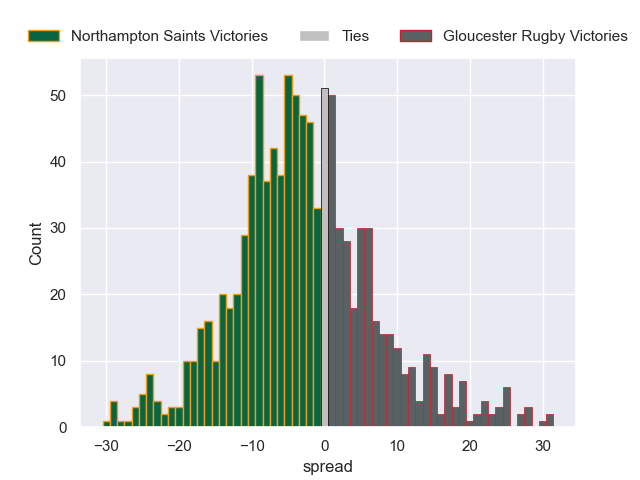 Northampton Saints Victories Ties Gloucester Rugby Victories
50
40
30
20
10
0
Count
−30 −20 −10 0 10 20 30
spread